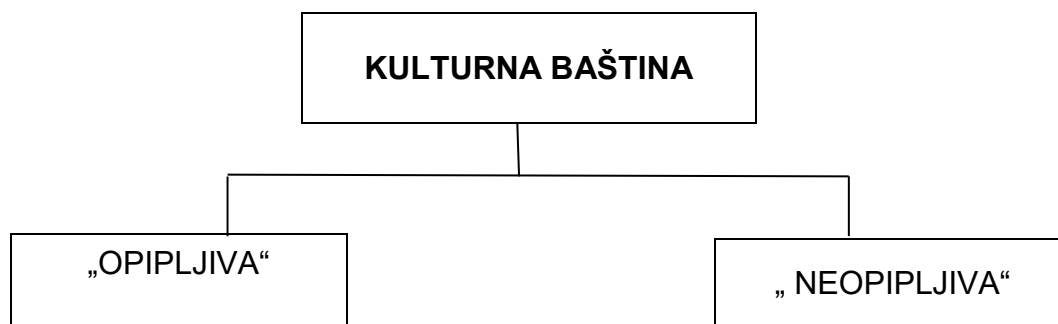 KULTURNA BAŠTINA
„OPIPLJIVA“
„ NEOPIPLJIVA“